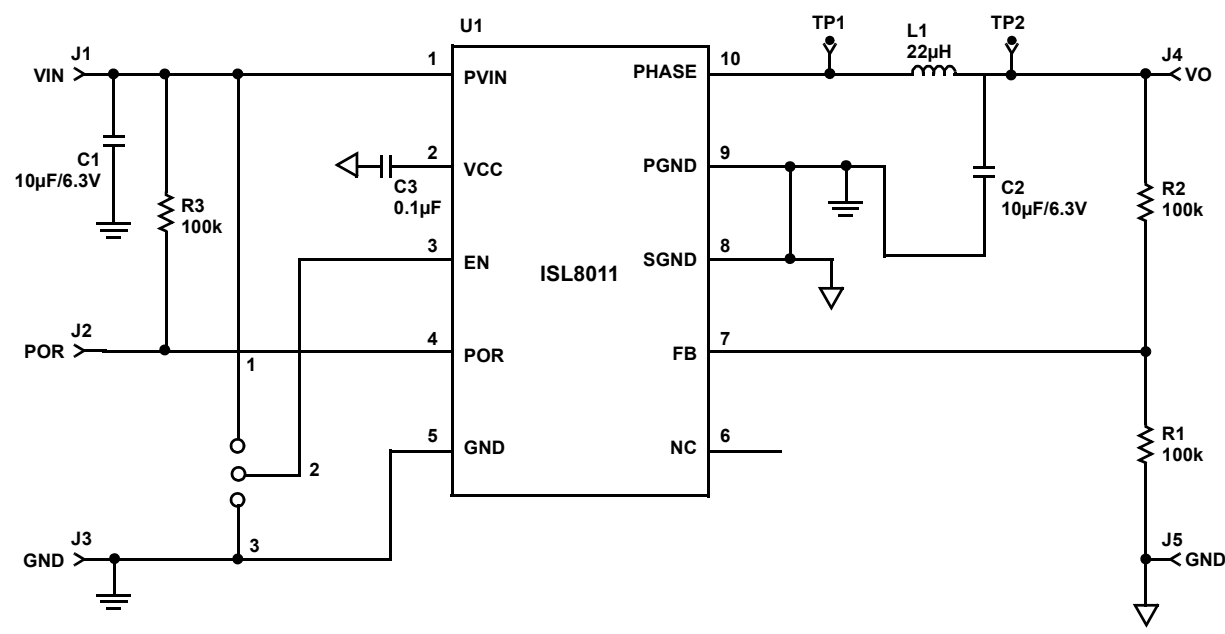 U1
TP1
L1
22µH
TP2
J1
VIN
1
PVIN
PHASE
10
J4
VO
C1
10µF/6.3V
R3
100k
C3
0.1µF
2
VCC
PGND
9
C2
10µF/6.3V
R2
100k
3
EN
ISL8011
SGND
8
J2
POR
1
4
POR
FB
7
5
GND
NC
6
R1
100k
2
3
J3
GND
J5
GND